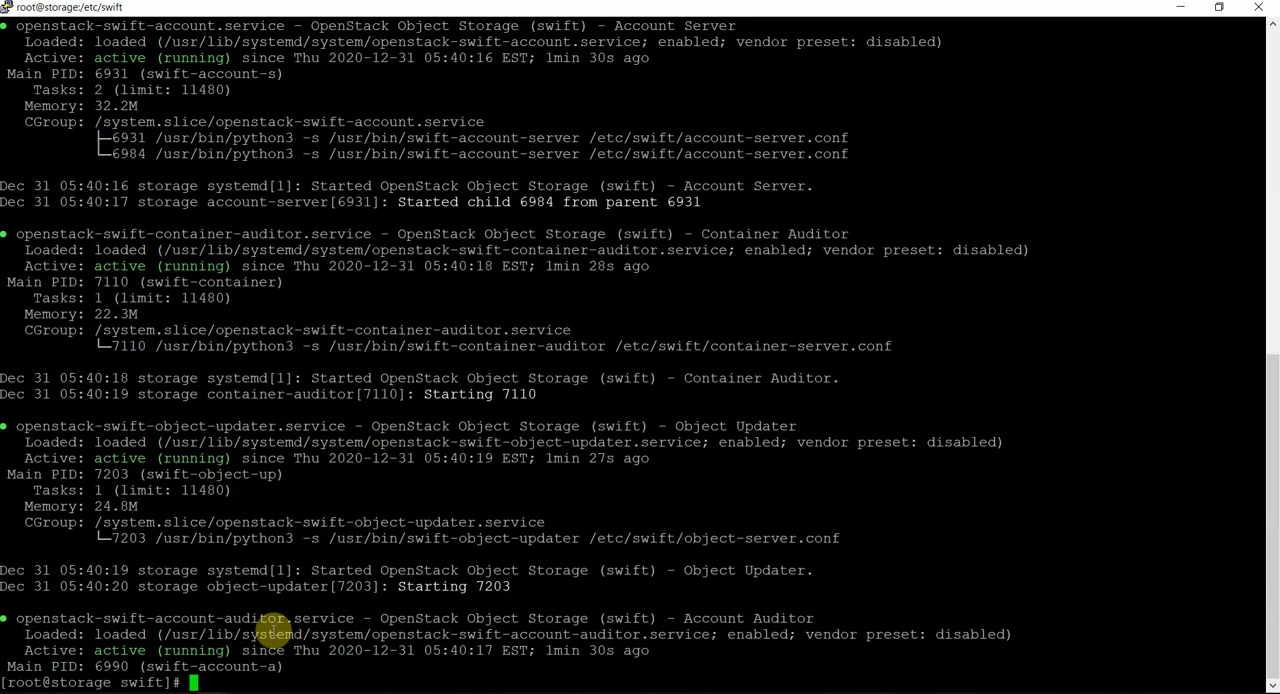 root@storage:/etc/swift
● openstack-swift-account.service - OpenStack Object Storage (swift) - Account Server
Loaded: loaded (/usr/lib/systemd/system/openstack-swift-account.service; enabled; vendor preset: disabled)
Active: active (running) since Thu 2020-12-31 05:40:16 EST; 1min 30s ago
Main PID: 6931 (swift-account-s)
Tasks: 2 (limit: 11480)
Memory: 32.2M
CGroup: /system.slice/openstack-swift-account.service
├─6931 /usr/bin/python3 -s /usr/bin/swift-account-server /etc/swift/account-server.conf
└─6984 /usr/bin/python3 -s /usr/bin/swift-account-server /etc/swift/account-server.conf
Dec 31 05:40:16 storage systemd[1]: Started OpenStack Object Storage (swift) - Account Server.
Dec 31 05:40:17 storage account-server[6931]: Started child 6984 from parent 6931
● openstack-swift-container-auditor.service - OpenStack Object Storage (swift) - Container Auditor
Loaded: loaded (/usr/lib/systemd/system/openstack-swift-container-auditor.service; enabled; vendor preset: disabled)
Active: active (running) since Thu 2020-12-31 05:40:18 EST; 1min 28s ago
Main PID: 7110 (swift-container)
Tasks: 1 (limit: 11480)
Memory: 22.3M
CGroup: /system.slice/openstack-swift-container-auditor.service
└─7110 /usr/bin/python3 -s /usr/bin/swift-container-auditor /etc/swift/container-server.conf
Dec 31 05:40:18 storage systemd[1]: Started OpenStack Object Storage (swift) - Container Auditor.
Dec 31 05:40:19 storage container-auditor[7110]: Starting 7110
● openstack-swift-object-updater.service - OpenStack Object Storage (swift) - Object Updater
Loaded: loaded (/usr/lib/systemd/system/openstack-swift-object-updater.service; enabled; vendor preset: disabled)
Active: active (running) since Thu 2020-12-31 05:40:19 EST; 1min 27s ago
Main PID: 7203 (swift-object-up)
Tasks: 1 (limit: 11480)
Memory: 24.8M
CGroup: /system.slice/openstack-swift-object-updater.service
└─7203 /usr/bin/python3 -s /usr/bin/swift-object-updater /etc/swift/object-server.conf
Dec 31 05:40:19 storage systemd[1]: Started OpenStack Object Storage (swift) - Object Updater.
Dec 31 05:40:20 storage object-updater[7203]: Starting 7203
● openstack-swift-account-auditor.service - OpenStack Object Storage (swift) - Account Auditor
Loaded: loaded (/usr/lib/systemd/system/openstack-swift-account-auditor.service; enabled; vendor preset: disabled)
Active: active (running) since Thu 2020-12-31 05:40:17 EST; 1min 30s ago
Main PID: 6990 (swift-account-a)
[root@storage swift]#